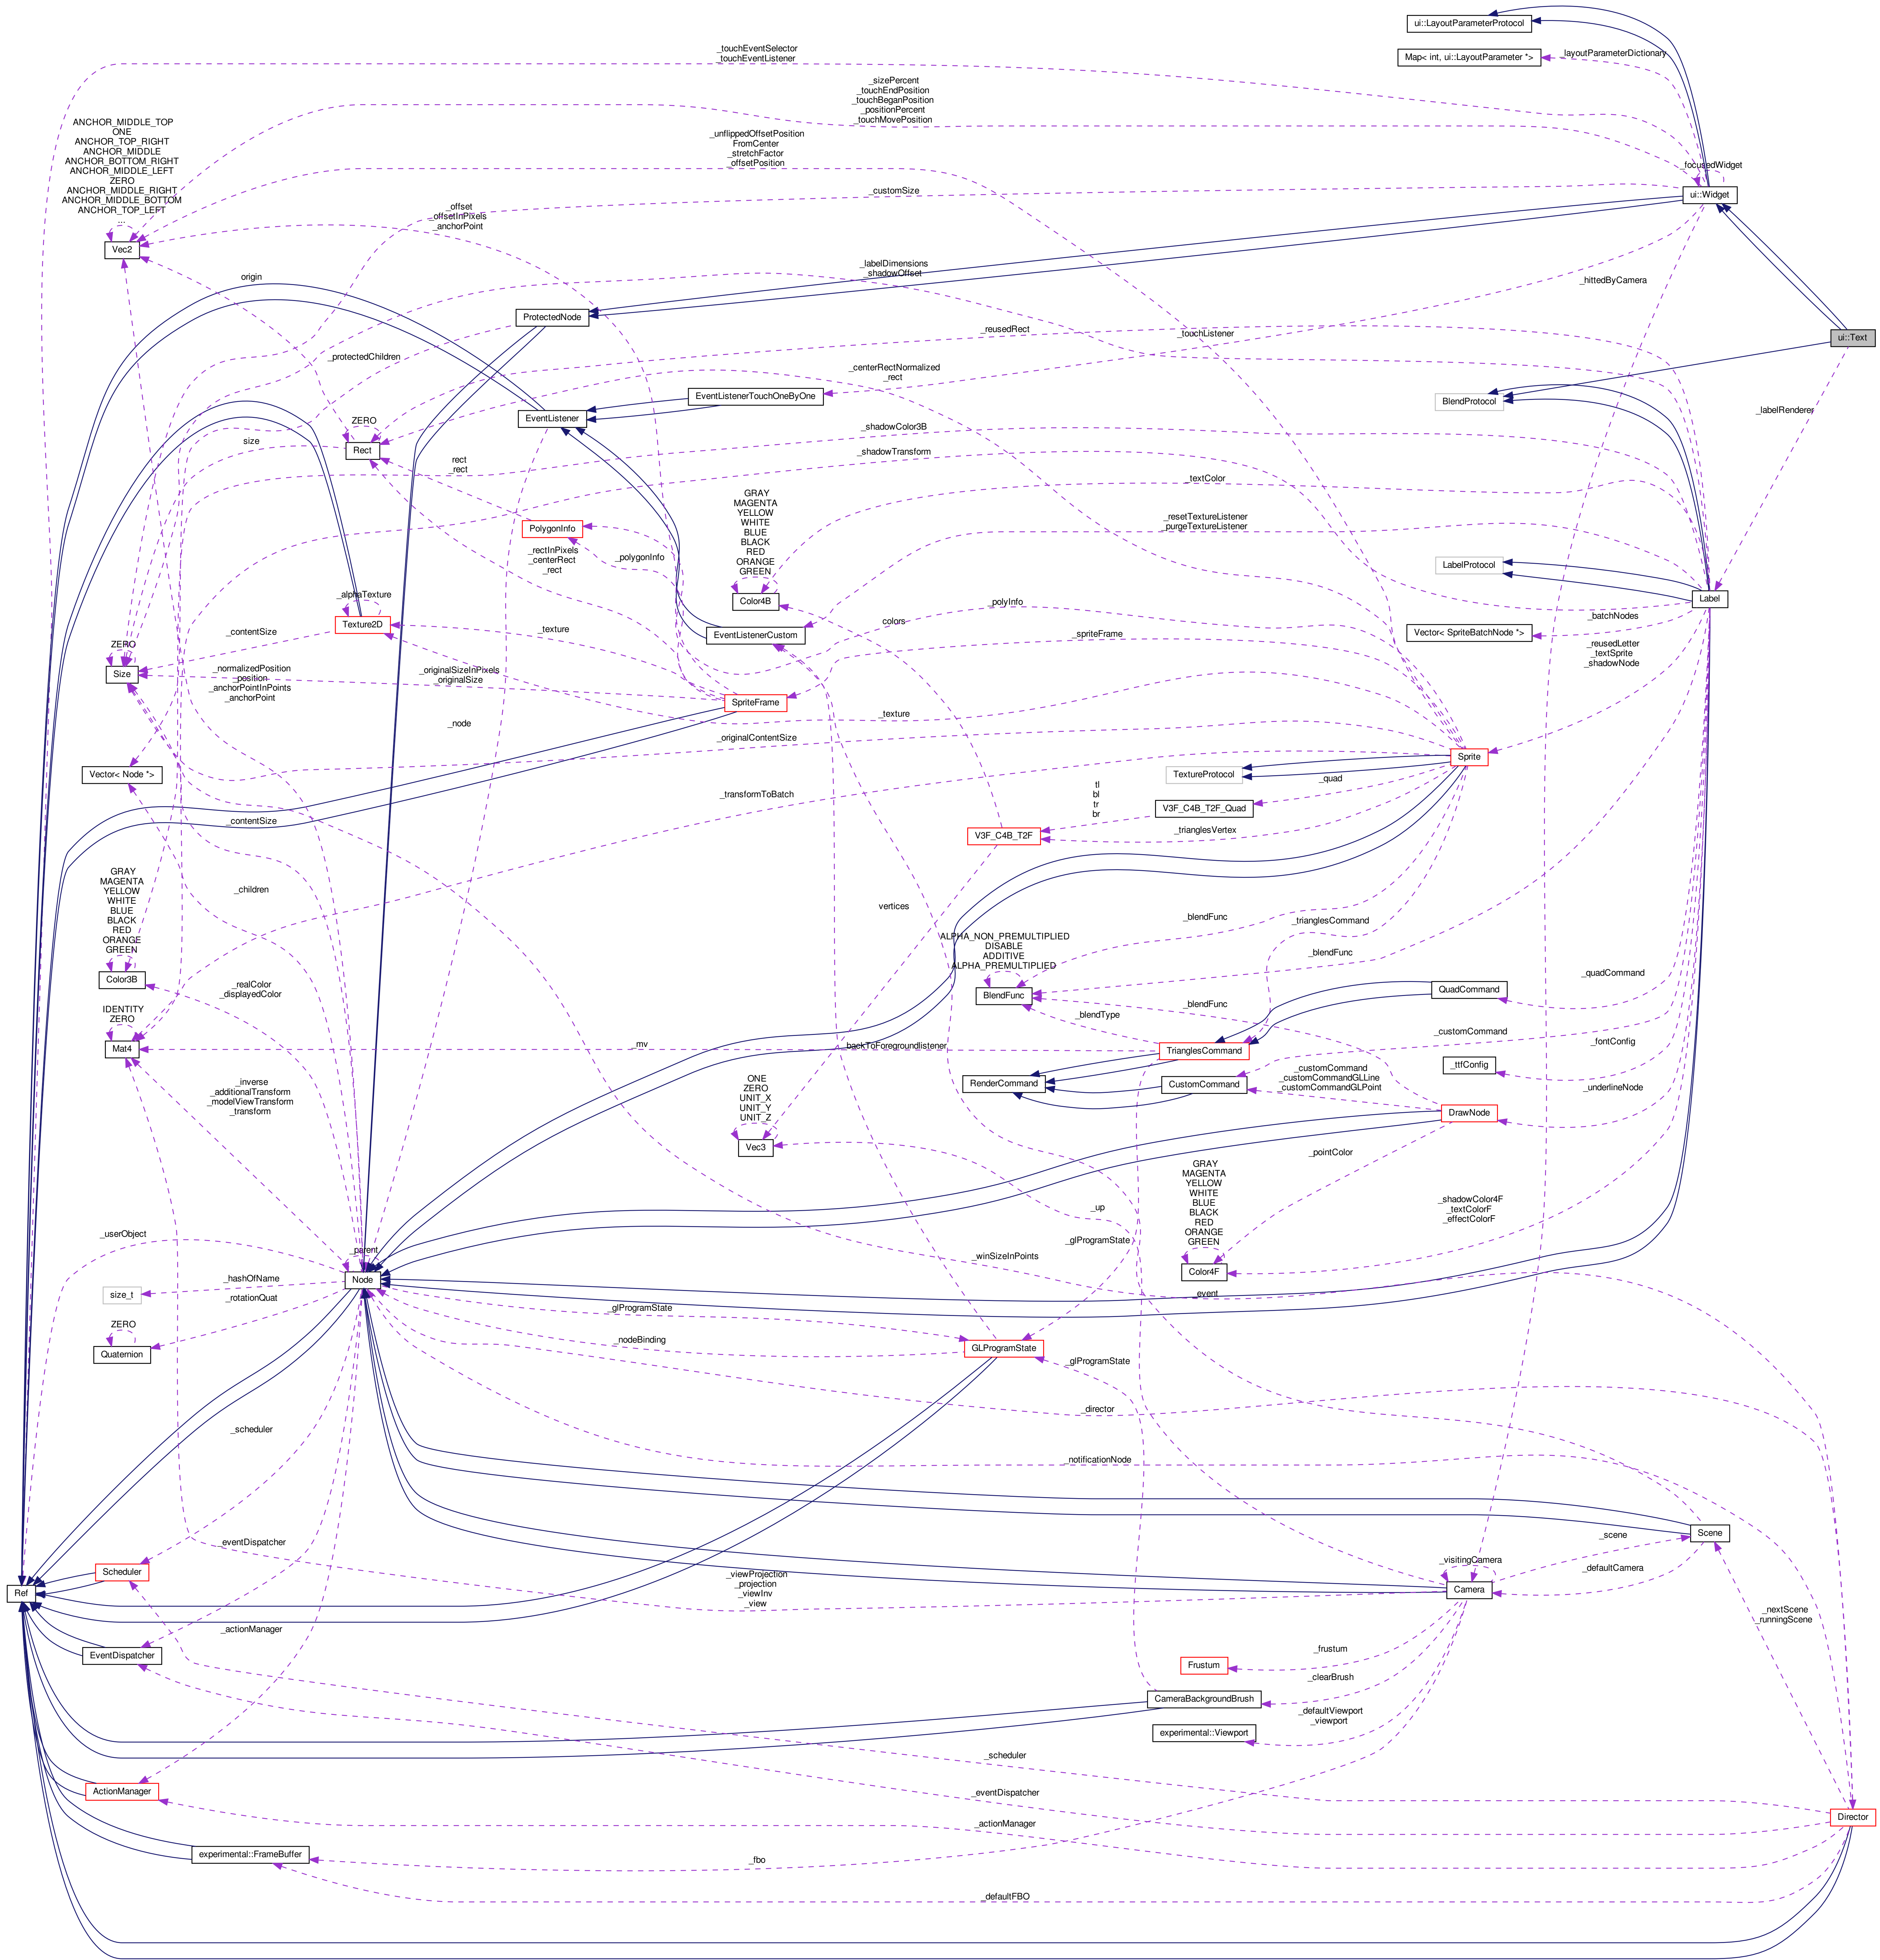 ui::LayoutParameterProtocol
_touchEventSelector
_touchEventListener
Map< int, ui::LayoutParameter *>
_layoutParameterDictionary
_sizePercent
_touchEndPosition
_touchBeganPosition
_positionPercent
_touchMovePosition
ANCHOR_MIDDLE_TOP
ONE
ANCHOR_TOP_RIGHT
ANCHOR_MIDDLE
ANCHOR_BOTTOM_RIGHT
ANCHOR_MIDDLE_LEFT
ZERO
ANCHOR_MIDDLE_RIGHT
ANCHOR_MIDDLE_BOTTOM
ANCHOR_TOP_LEFT
...
_unflippedOffsetPosition
FromCenter
_stretchFactor
_offsetPosition
_focusedWidget
_customSize
ui::Widget
_offset
_offsetInPixels
_anchorPoint
Vec2
origin
_labelDimensions
_shadowOffset
_hittedByCamera
ProtectedNode
_reusedRect
_touchListener
ui::Text
_protectedChildren
_centerRectNormalized
_rect
EventListenerTouchOneByOne
BlendProtocol
_labelRenderer
EventListener
ZERO
Rect
size
_shadowColor3B
rect
_rect
_shadowTransform
_textColor
GRAY
MAGENTA
YELLOW
WHITE
BLUE
BLACK
RED
ORANGE
GREEN
_resetTextureListener
_purgeTextureListener
PolygonInfo
_rectInPixels
_centerRect
_rect
_polygonInfo
LabelProtocol
_alphaTexture
Color4B
_polyInfo
Label
_batchNodes
Texture2D
_contentSize
_texture
colors
EventListenerCustom
_spriteFrame
Vector< SpriteBatchNode *>
ZERO
Size
_reusedLetter
_textSprite
_shadowNode
_normalizedPosition
_position
_anchorPointInPoints
_anchorPoint
_originalSizeInPixels
_originalSize
SpriteFrame
_node
_texture
_originalContentSize
Sprite
Vector< Node *>
TextureProtocol
_quad
_transformToBatch
tl
bl
tr
br
V3F_C4B_T2F_Quad
_contentSize
V3F_C4B_T2F
_trianglesVertex
GRAY
MAGENTA
YELLOW
WHITE
BLUE
BLACK
RED
ORANGE
GREEN
_children
vertices
_blendFunc
_trianglesCommand
ALPHA_NON_PREMULTIPLIED
DISABLE
ADDITIVE
ALPHA_PREMULTIPLIED
_blendFunc
Color3B
_realColor
_displayedColor
_quadCommand
BlendFunc
QuadCommand
IDENTITY
ZERO
_blendFunc
_blendType
_customCommand
Mat4
_mv
_backToForegroundlistener
TrianglesCommand
_fontConfig
_ttfConfig
_inverse
_additionalTransform
_modelViewTransform
_transform
ONE
ZERO
UNIT_X
UNIT_Y
UNIT_Z
RenderCommand
CustomCommand
_customCommand
_customCommandGLLine
_customCommandGLPoint
_underlineNode
DrawNode
Vec3
_pointColor
GRAY
MAGENTA
YELLOW
WHITE
BLUE
BLACK
RED
ORANGE
GREEN
_shadowColor4F
_textColorF
_effectColorF
_up
_userObject
_glProgramState
_parent
_winSizeInPoints
_hashOfName
Node
Color4F
size_t
_rotationQuat
_event
_glProgramState
ZERO
Quaternion
_nodeBinding
GLProgramState
_glProgramState
_director
_scheduler
_notificationNode
Scene
_scene
_eventDispatcher
_visitingCamera
_defaultCamera
Scheduler
_viewProjection
_projection
_viewInv
_view
Camera
Ref
_nextScene
_runningScene
_actionManager
EventDispatcher
_frustum
Frustum
_clearBrush
CameraBackgroundBrush
_defaultViewport
_viewport
experimental::Viewport
_scheduler
ActionManager
_eventDispatcher
Director
_actionManager
experimental::FrameBuffer
_fbo
_defaultFBO